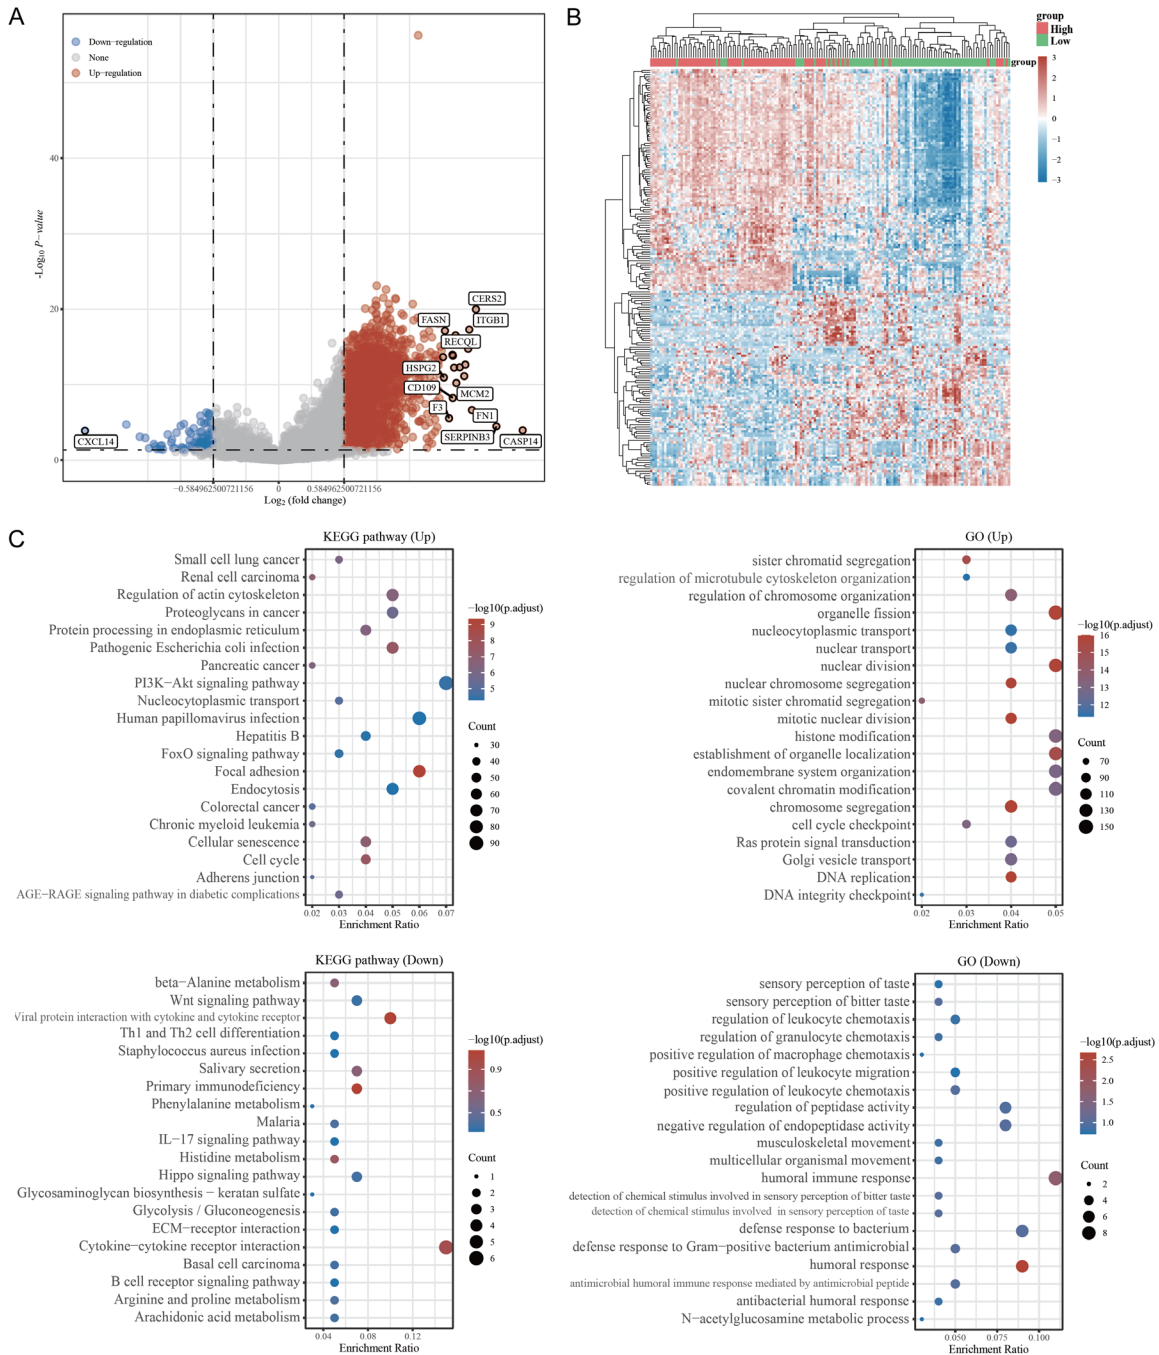 A
Down−regulation
None
Up−regulation
40
20
0
-Log10 P−value
CERS2
FASN
ITGB1
RECQL
HSPG2
CD109
MCM2
F3
FN1
SERPINB3
CASP14
CXCL14
−0.584962500721156
0
0.584962500721156
Log2 (fold change)
B
group
High
Low
group
3
2
1
0
−1
−2
−3
C
KEGG pathway (Up)
Small cell lung cancer
Renal cell carcinoma
Regulation of actin cytoskeleton
Proteoglycans in cancer
Protein processing in endoplasmic reticulum
Pathogenic Escherichia coli infection
Pancreatic cancer
PI3K−Akt signaling pathway
Nucleocytoplasmic transport
Human papillomavirus infection
Hepatitis B
FoxO signaling pathway
Focal adhesion
Endocytosis
Colorectal cancer
Chronic myeloid leukemia
Cellular senescence
Cell cycle
Adherens junction
AGE−RAGE signaling pathway in diabetic complications
0.02 0.03 0.04 0.05 0.06 0.07
Enrichment Ratio
−log10(p.adjust)
9
8
7
6
5
Count
30
40
50
60
70
80
90
GO (Up)
sister chromatid segregation
regulation of microtubule cytoskeleton organization
regulation of chromosome organization
organelle fission
nucleocytoplasmic transport
nuclear transport
nuclear division
nuclear chromosome segregation
mitotic sister chromatid segregation
mitotic nuclear division
histone modification
establishment of organelle localization
endomembrane system organization
covalent chromatin modification
chromosome segregation
cell cycle checkpoint
Ras protein signal transduction
Golgi vesicle transport
DNA replication
DNA integrity checkpoint
0.02 0.03 0.04 0.05
Enrichment Ratio
−log10(p.adjust)
16
15
14
13
12
Count
70
90
110
130
150
KEGG pathway (Down)
beta−Alanine metabolism
Wnt signaling pathway
Viral protein interaction with cytokine and cytokine receptor
Th1 and Th2 cell differentiation
Staphylococcus aureus infection
Salivary secretion
Primary immunodeficiency
Phenylalanine metabolism
Malaria
IL−17 signaling pathway
Histidine metabolism
Hippo signaling pathway
Glycosaminoglycan biosynthesis − keratan sulfate
Glycolysis / Gluconeogenesis
ECM−receptor interaction
Cytokine−cytokine receptor interaction
Basal cell carcinoma
B cell receptor signaling pathway
Arginine and proline metabolism
Arachidonic acid metabolism
0.04 0.08 0.12
Enrichment Ratio
−log10(p.adjust)
0.9
0.5
Count
1
2
3
4
5
6
GO (Down)
sensory perception of taste
sensory perception of bitter taste
regulation of leukocyte chemotaxis
regulation of granulocyte chemotaxis
positive regulation of macrophage chemotaxis
positive regulation of leukocyte migration
positive regulation of leukocyte chemotaxis
regulation of peptidase activity
negative regulation of endopeptidase activity
musculoskeletal movement
multicellular organismal movement
humoral immune response
detection of chemical stimulus involved in sensory perception of bitter taste
detection of chemical stimulus involved in sensory perception of taste
defense response to bacterium
defense response to Gram−positive bacterium antimicrobial
humoral response
antimicrobial humoral immune response mediated by antimicrobial peptide
antibacterial humoral response
N−acetylglucosamine metabolic process
0.050 0.075 0.100
Enrichment Ratio
−log10(p.adjust)
2.5
2.0
1.5
1.0
Count
2
4
6
8